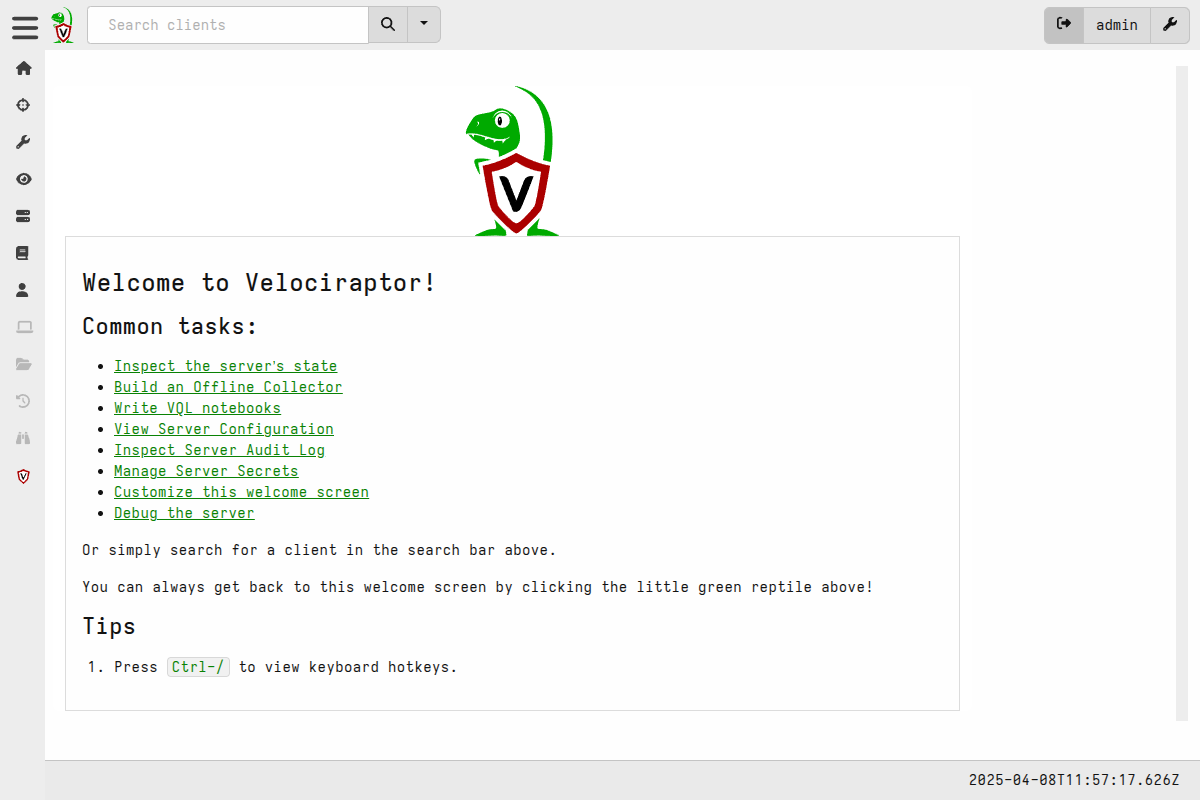 Search clients
admin
V
Welcome to Velociraptor!
Common tasks:
Inspect the server's state
Build an Offline Collector
Write VQL notebooks
View Server Configuration
Inspect Server Audit Log
Manage Server Secrets
Customize this welcome screen
Debug the server
Or simply search for a client in the search bar above.
You can always get back to this welcome screen by clicking the little green reptile above!
Tips
1. Press Ctrl-/ to view keyboard hotkeys.
2025-04-08T11:57:17.626Z